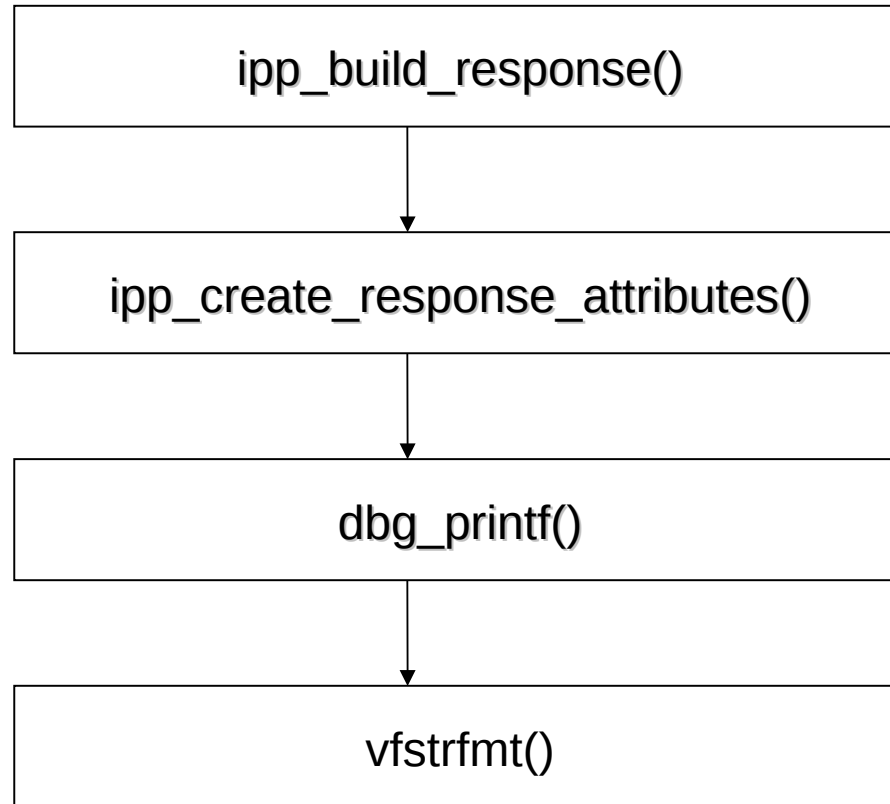 ipp_build_response()
ipp_create_response_attributes()
dbg_printf()
vfstrfmt()